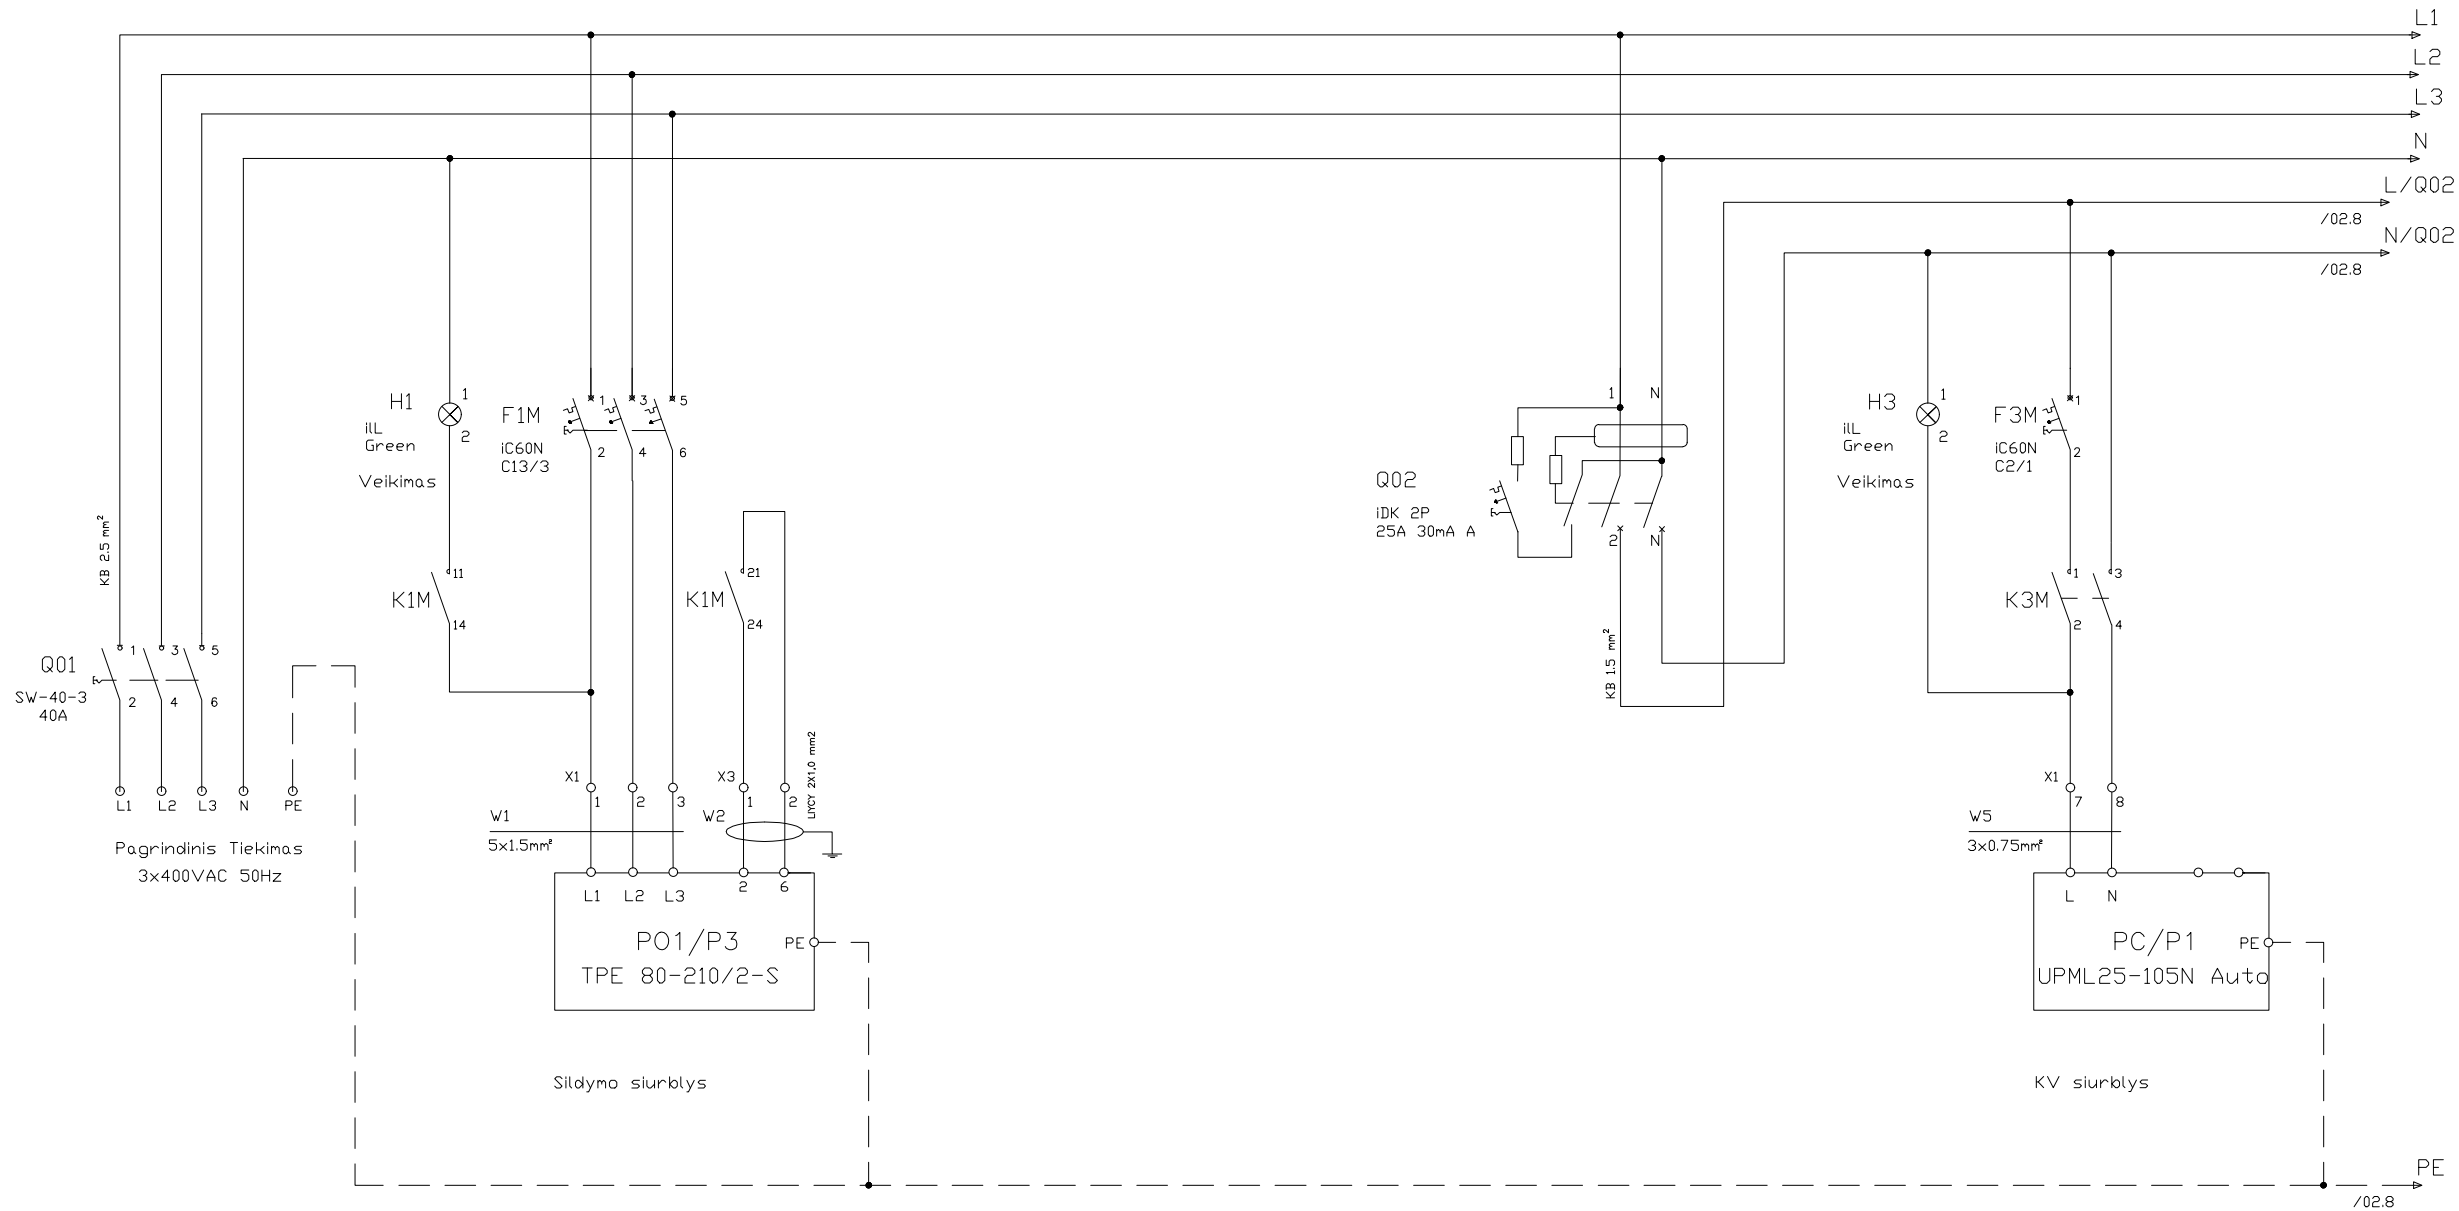 L1
L2
L3
N
L/Q02
/02.8
N/Q02
/02.8
H1
1
2
ilL
Green
Veikimas
F1M
iC60N
C13/3
1
3
5
2
4
6
1
N
Q02
iDK 2P
25A 30mA A
2
N
H3
1
2
ilL
Green
Veikimas
F3M
iC60N
C2/1
1
2
KB 2.5 mm²
K1M
11
14
K1M
21
24
KB 1.5 mm²
K3M
1
3
2
4
Q01
SW-40-3
40A
1
3
5
2
4
6
L1
L2
L3
N
PE
Pagrindinis Tiekimas
3x400VAC 50Hz
X1
1
2
3
X3
1
2
LIYCY 2X1,0 mm2
W1
5x1.5mm²
W2
L1
L2
L3
2
6
PO1/P3
PE
TPE 80-210/2-S
Sildymo siurblys
X1
7
8
W5
3x0.75mm²
L
N
PC/P1
PE
UPML25-105N Auto
KV siurblys
PE
/02.8